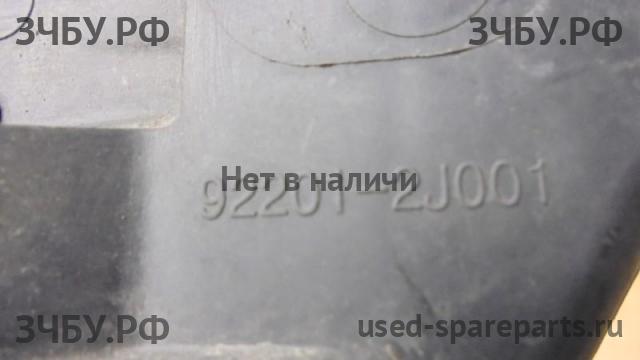 ЗЧБУ.РФ ЗЧБУ.РФ
Нет в наличи
92201-2J001
ЗЧБУ.РФ used-spareparts.ru